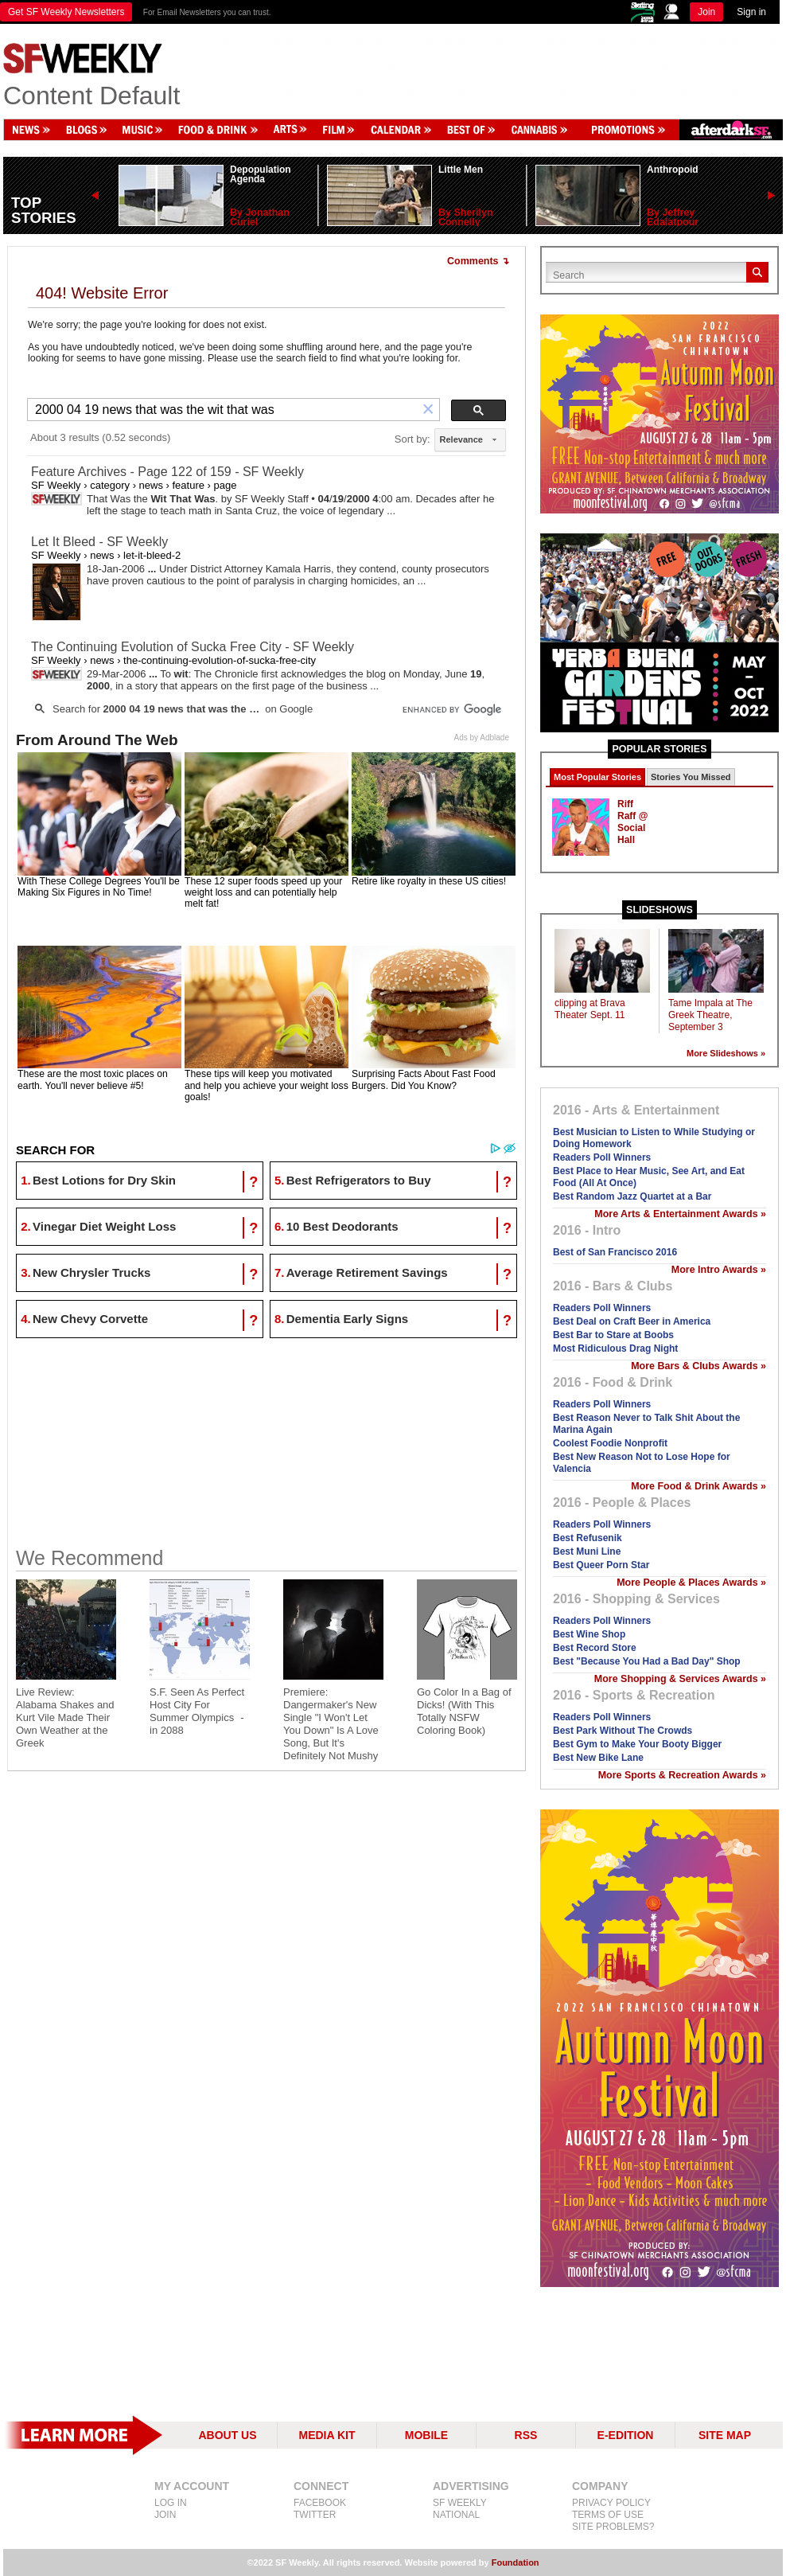 Get SF Weekly Newsletters
For Email Newsletters you can trust.
Join
Sign in
SFWEEKLY
Content Default
NEWS »
BLOGS »
MUSIC »
FOOD & DRINK »
ARTS »
FILM »
CALENDAR »
BEST OF »
CANNABIS »
PROMOTIONS »
afterdarkSF.com
TOP
STORIES
Depopulation
Agenda
By Jonathan
Curiel
Little Men
By Sherilyn
Connelly
Anthropoid
By Jeffrey
Edalatpour
Comments
404! Website Error
We're sorry; the page you're looking for does not exist.
As you have undoubtedly noticed, we've been doing some shuffling around here, and the page you're
looking for seems to have gone missing. Please use the search field to find what you're looking for.
2000 04 19 news that was the wit that was
About 3 results (0.52 seconds)
Sort by:
Relevance
Feature Archives - Page 122 of 159 - SF Weekly
SF Weekly › category › news › feature › page
SFWEEKLY
That Was the Wit That Was. by SF Weekly Staff • 04/19/2000 4:00 am. Decades after he
left the stage to teach math in Santa Cruz, the voice of legendary ...
Let It Bleed - SF Weekly
SF Weekly › news › let-it-bleed-2
18-Jan-2006 ... Under District Attorney Kamala Harris, they contend, county prosecutors
have proven cautious to the point of paralysis in charging homicides, an ...
The Continuing Evolution of Sucka Free City - SF Weekly
SF Weekly › news › the-continuing-evolution-of-sucka-free-city
SFWEEKLY
29-Mar-2006 ... To wit: The Chronicle first acknowledges the blog on Monday, June 19,
2000, in a story that appears on the first page of the business ...
Search for 2000 04 19 news that was the … on Google
ENHANCED BY Google
From Around The Web
Ads by Adblade
With These College Degrees You'll be
Making Six Figures in No Time!
These 12 super foods speed up your
weight loss and can potentially help
melt fat!
Retire like royalty in these US cities!
These are the most toxic places on
earth. You'll never believe #5!
These tips will keep you motivated
and help you achieve your weight loss
goals!
Surprising Facts About Fast Food
Burgers. Did You Know?
SEARCH FOR
1. Best Lotions for Dry Skin ?
2. Vinegar Diet Weight Loss ?
3. New Chrysler Trucks ?
4. New Chevy Corvette ?
5. Best Refrigerators to Buy ?
6. 10 Best Deodorants ?
7. Average Retirement Savings ?
8. Dementia Early Signs ?
We Recommend
Live Review:
Alabama Shakes and
Kurt Vile Made Their
Own Weather at the
Greek
S.F. Seen As Perfect
Host City For
Summer Olympics -
in 2088
Premiere:
Dangermaker's New
Single "I Won't Let
You Down" Is A Love
Song, But It's
Definitely Not Mushy
Go Color In a Bag of
Dicks! (With This
Totally NSFW
Coloring Book)
Search
2022
SAN FRANCISCO
CHINATOWN
Autumn Moon
Festival
AUGUST 27 & 28 11am - 5pm
FREE Non-stop Entertainment & much more
GRANT AVENUE, Between California & Broadway
PRODUCED BY: SF CHINATOWN MERCHANTS ASSOCIATION
moonfestival.org @sfcma
FREE
OUT DOORS
FRESH
YERBA BUENA
GARDENS
FESTIVAL
MAY –
OCT
2022
POPULAR STORIES
Most Popular Stories
Stories You Missed
Riff
Raff @
Social
Hall
SLIDESHOWS
clipping at Brava
Theater Sept. 11
Tame Impala at The
Greek Theatre,
September 3
More Slideshows »
2016 - Arts & Entertainment
Best Musician to Listen to While Studying or
Doing Homework
Readers Poll Winners
Best Place to Hear Music, See Art, and Eat
Food (All At Once)
Best Random Jazz Quartet at a Bar
More Arts & Entertainment Awards »
2016 - Intro
Best of San Francisco 2016
More Intro Awards »
2016 - Bars & Clubs
Readers Poll Winners
Best Deal on Craft Beer in America
Best Bar to Stare at Boobs
Most Ridiculous Drag Night
More Bars & Clubs Awards »
2016 - Food & Drink
Readers Poll Winners
Best Reason Never to Talk Shit About the
Marina Again
Coolest Foodie Nonprofit
Best New Reason Not to Lose Hope for
Valencia
More Food & Drink Awards »
2016 - People & Places
Readers Poll Winners
Best Refusenik
Best Muni Line
Best Queer Porn Star
More People & Places Awards »
2016 - Shopping & Services
Readers Poll Winners
Best Wine Shop
Best Record Store
Best "Because You Had a Bad Day" Shop
More Shopping & Services Awards »
2016 - Sports & Recreation
Readers Poll Winners
Best Park Without The Crowds
Best Gym to Make Your Booty Bigger
Best New Bike Lane
More Sports & Recreation Awards »
2022 SAN FRANCISCO CHINATOWN
Autumn Moon
Festival
AUGUST 27 & 28 11am - 5pm
FREE Non-stop Entertainment
- Food Vendors - Moon Cakes
- Lion Dance - Kids Activities & much more
GRANT AVENUE, Between California & Broadway
PRODUCED BY:
SF CHINATOWN MERCHANTS ASSOCIATION
moonfestival.org @sfcma
LEARN MORE
ABOUT US
MEDIA KIT
MOBILE
RSS
E-EDITION
SITE MAP
MY ACCOUNT
LOG IN
JOIN
CONNECT
FACEBOOK
TWITTER
ADVERTISING
SF WEEKLY
NATIONAL
COMPANY
PRIVACY POLICY
TERMS OF USE
SITE PROBLEMS?
©2022 SF Weekly. All rights reserved. Website powered by Foundation